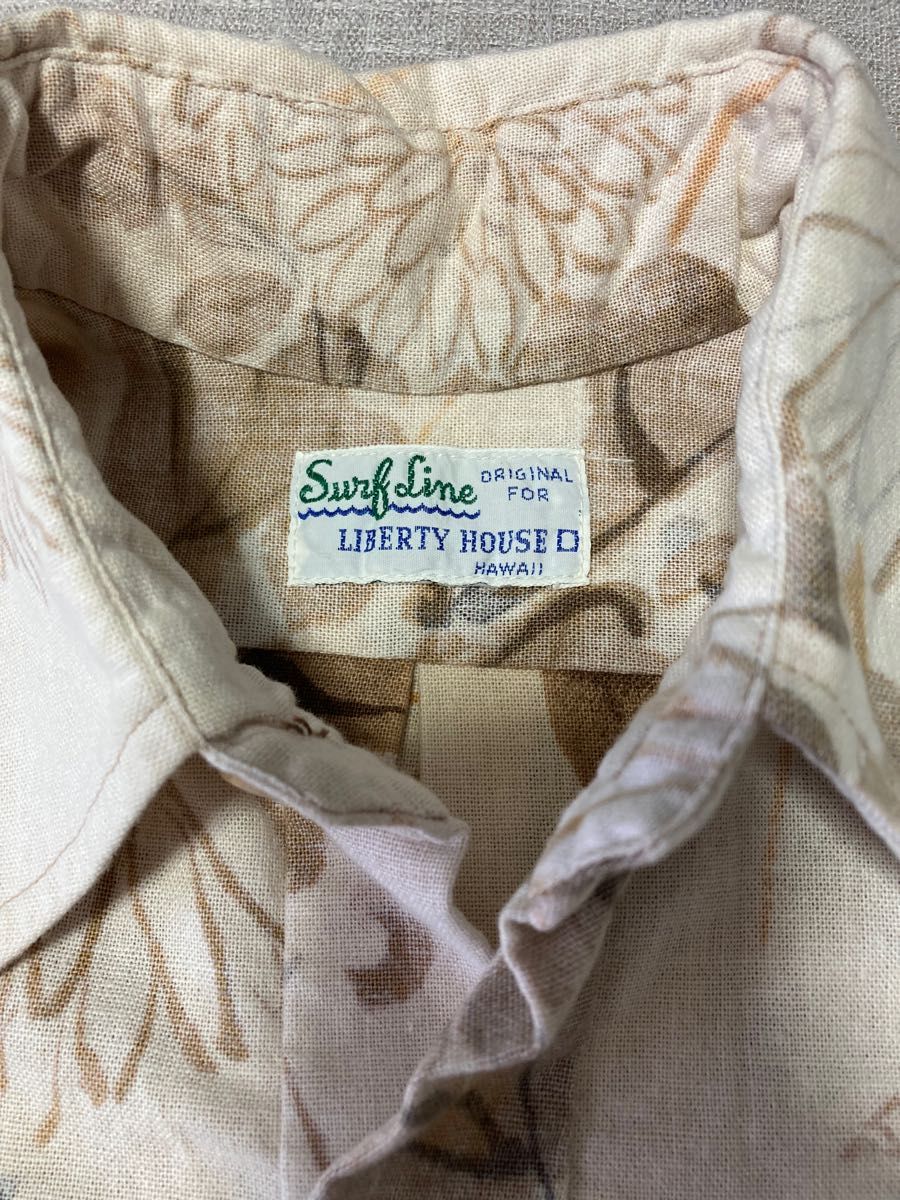 Surf Line ORIGINAL
FOR
LIBERTY HOUSE
HAWAII